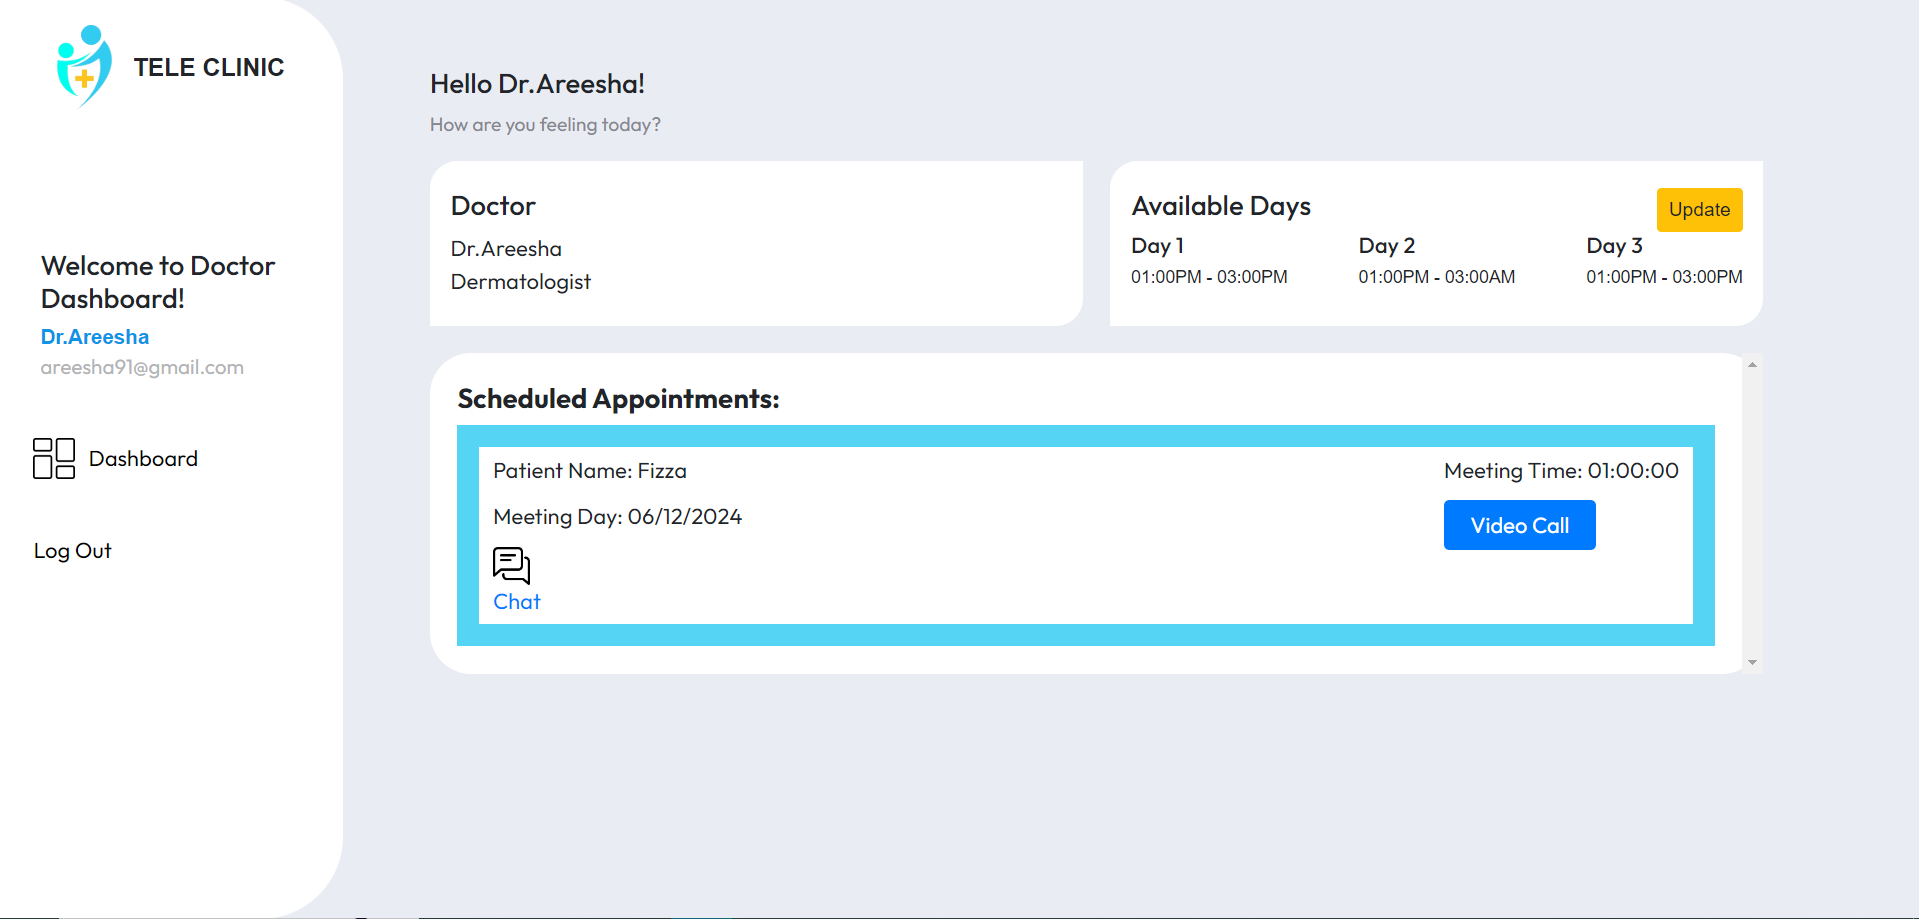 TELE CLINIC
Welcome to Doctor
Dashboard!
Dr.Areesha
areesha91@gmail.com
Dashboard
Log Out
Hello Dr.Areesha!
How are you feeling today?
Doctor
Dr.Areesha
Dermatologist
Available Days
Update
Day 1
01:00PM - 03:00PM
Day 2
01:00PM - 03:00AM
Day 3
01:00PM - 03:00PM
Scheduled Appointments:
Patient Name: Fizza
Meeting Time: 01:00:00
Meeting Day: 06/12/2024
Video Call
Chat